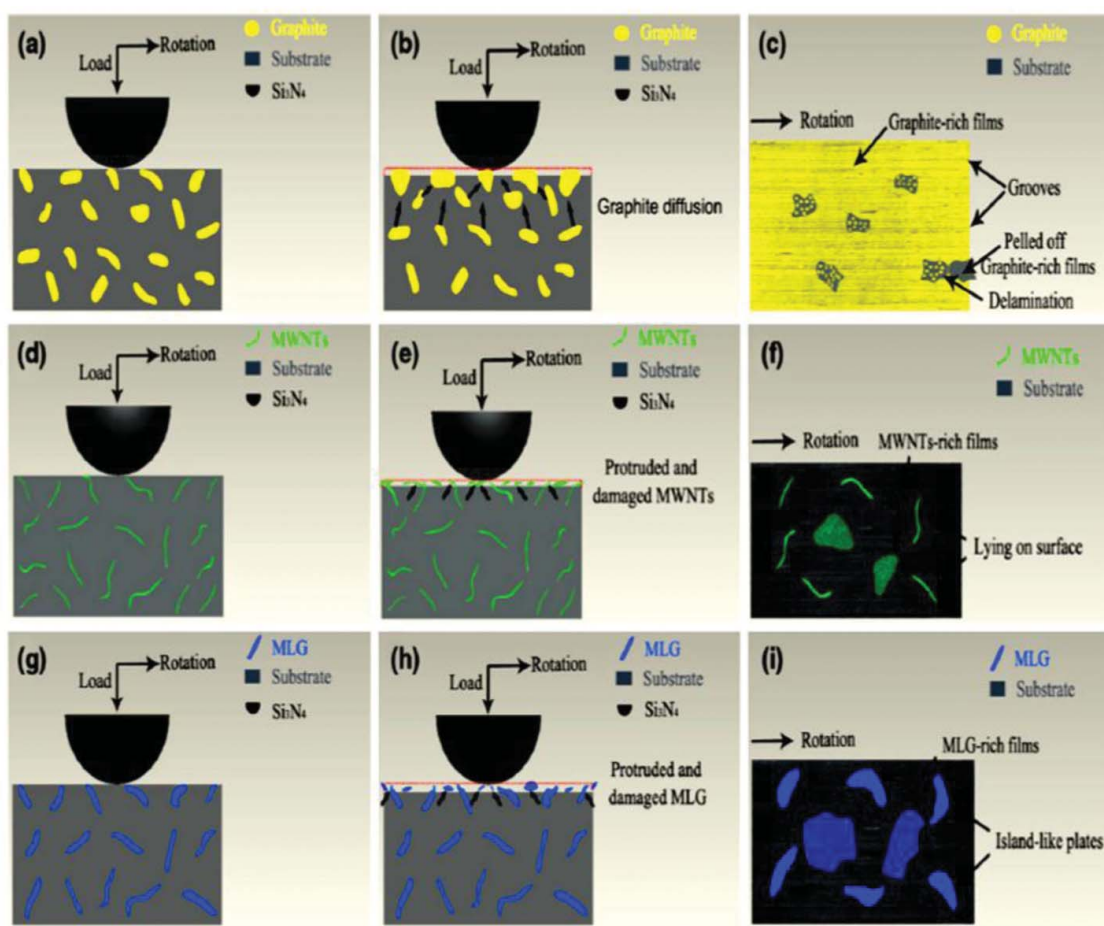 (a)
Load
Rotation
Graphite
Substrate
Si₃N₄
(b)
Load
Rotation
Graphite
Substrate
Si₃N₄
Graphite diffusion
(c)
Graphite
Substrate
Rotation
Graphite-rich films
Grooves
Pelled off
Graphite-rich films
Delamination
(d)
Load
Rotation
MWNTs
Substrate
Si₃N₄
(e)
Load
Rotation
MWNTs
Substrate
Si₃N₄
Protruded and
damaged MWNTs
(f)
MWNTs
Substrate
Rotation
MWNTs-rich films
Lying on surface
(g)
Load
Rotation
MLG
Substrate
Si₃N₄
(h)
Load
Rotation
MLG
Substrate
Si₃N₄
Protruded and
damaged MLG
(i)
MLG
Substrate
Rotation
MLG-rich films
Island-like plates